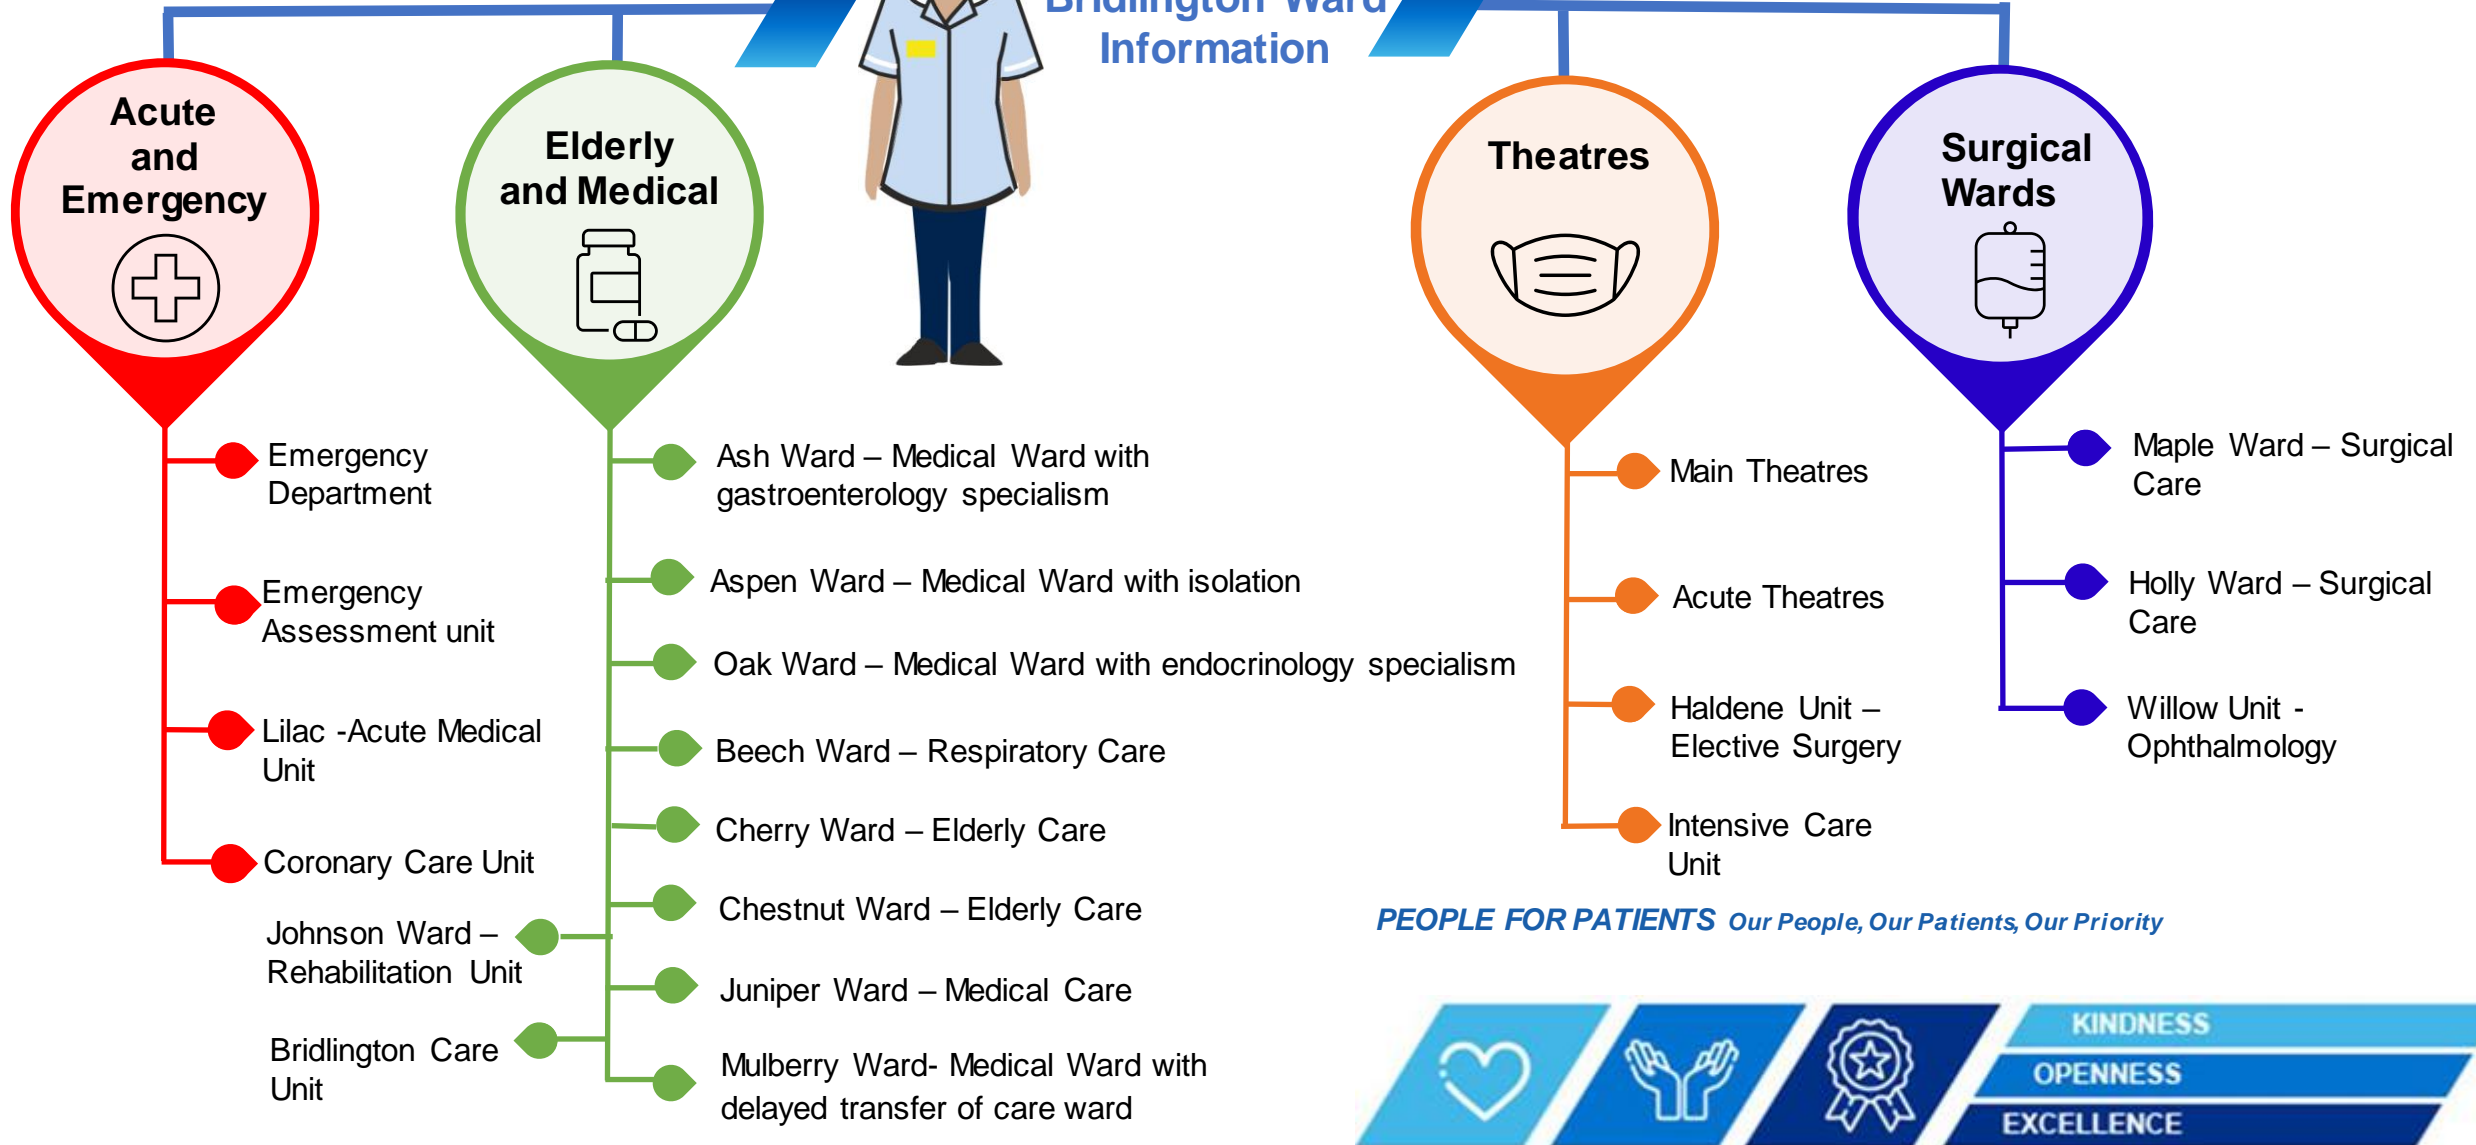 Bridlington Ward
Information
Acute
and
Emergency
Elderly
and Medical
Theatres
Surgical
Wards
Emergency
Department
Emergency
Assessment unit
Lilac -Acute Medical
Unit
Coronary Care Unit
Johnson Ward –
Rehabilitation Unit
Bridlington Care
Unit
Ash Ward – Medical Ward with
gastroenterology specialism
Aspen Ward – Medical Ward with isolation
Oak Ward – Medical Ward with endocrinology specialism
Beech Ward – Respiratory Care
Cherry Ward – Elderly Care
Chestnut Ward – Elderly Care
Juniper Ward – Medical Care
Mulberry Ward- Medical Ward with
delayed transfer of care ward
Main Theatres
Acute Theatres
Haldene Unit –
Elective Surgery
Intensive Care
Unit
Maple Ward – Surgical
Care
Holly Ward – Surgical
Care
Willow Unit -
Ophthalmology
PEOPLE FOR PATIENTS Our People, Our Patients, Our Priority
KINDNESS
OPENNESS
EXCELLENCE